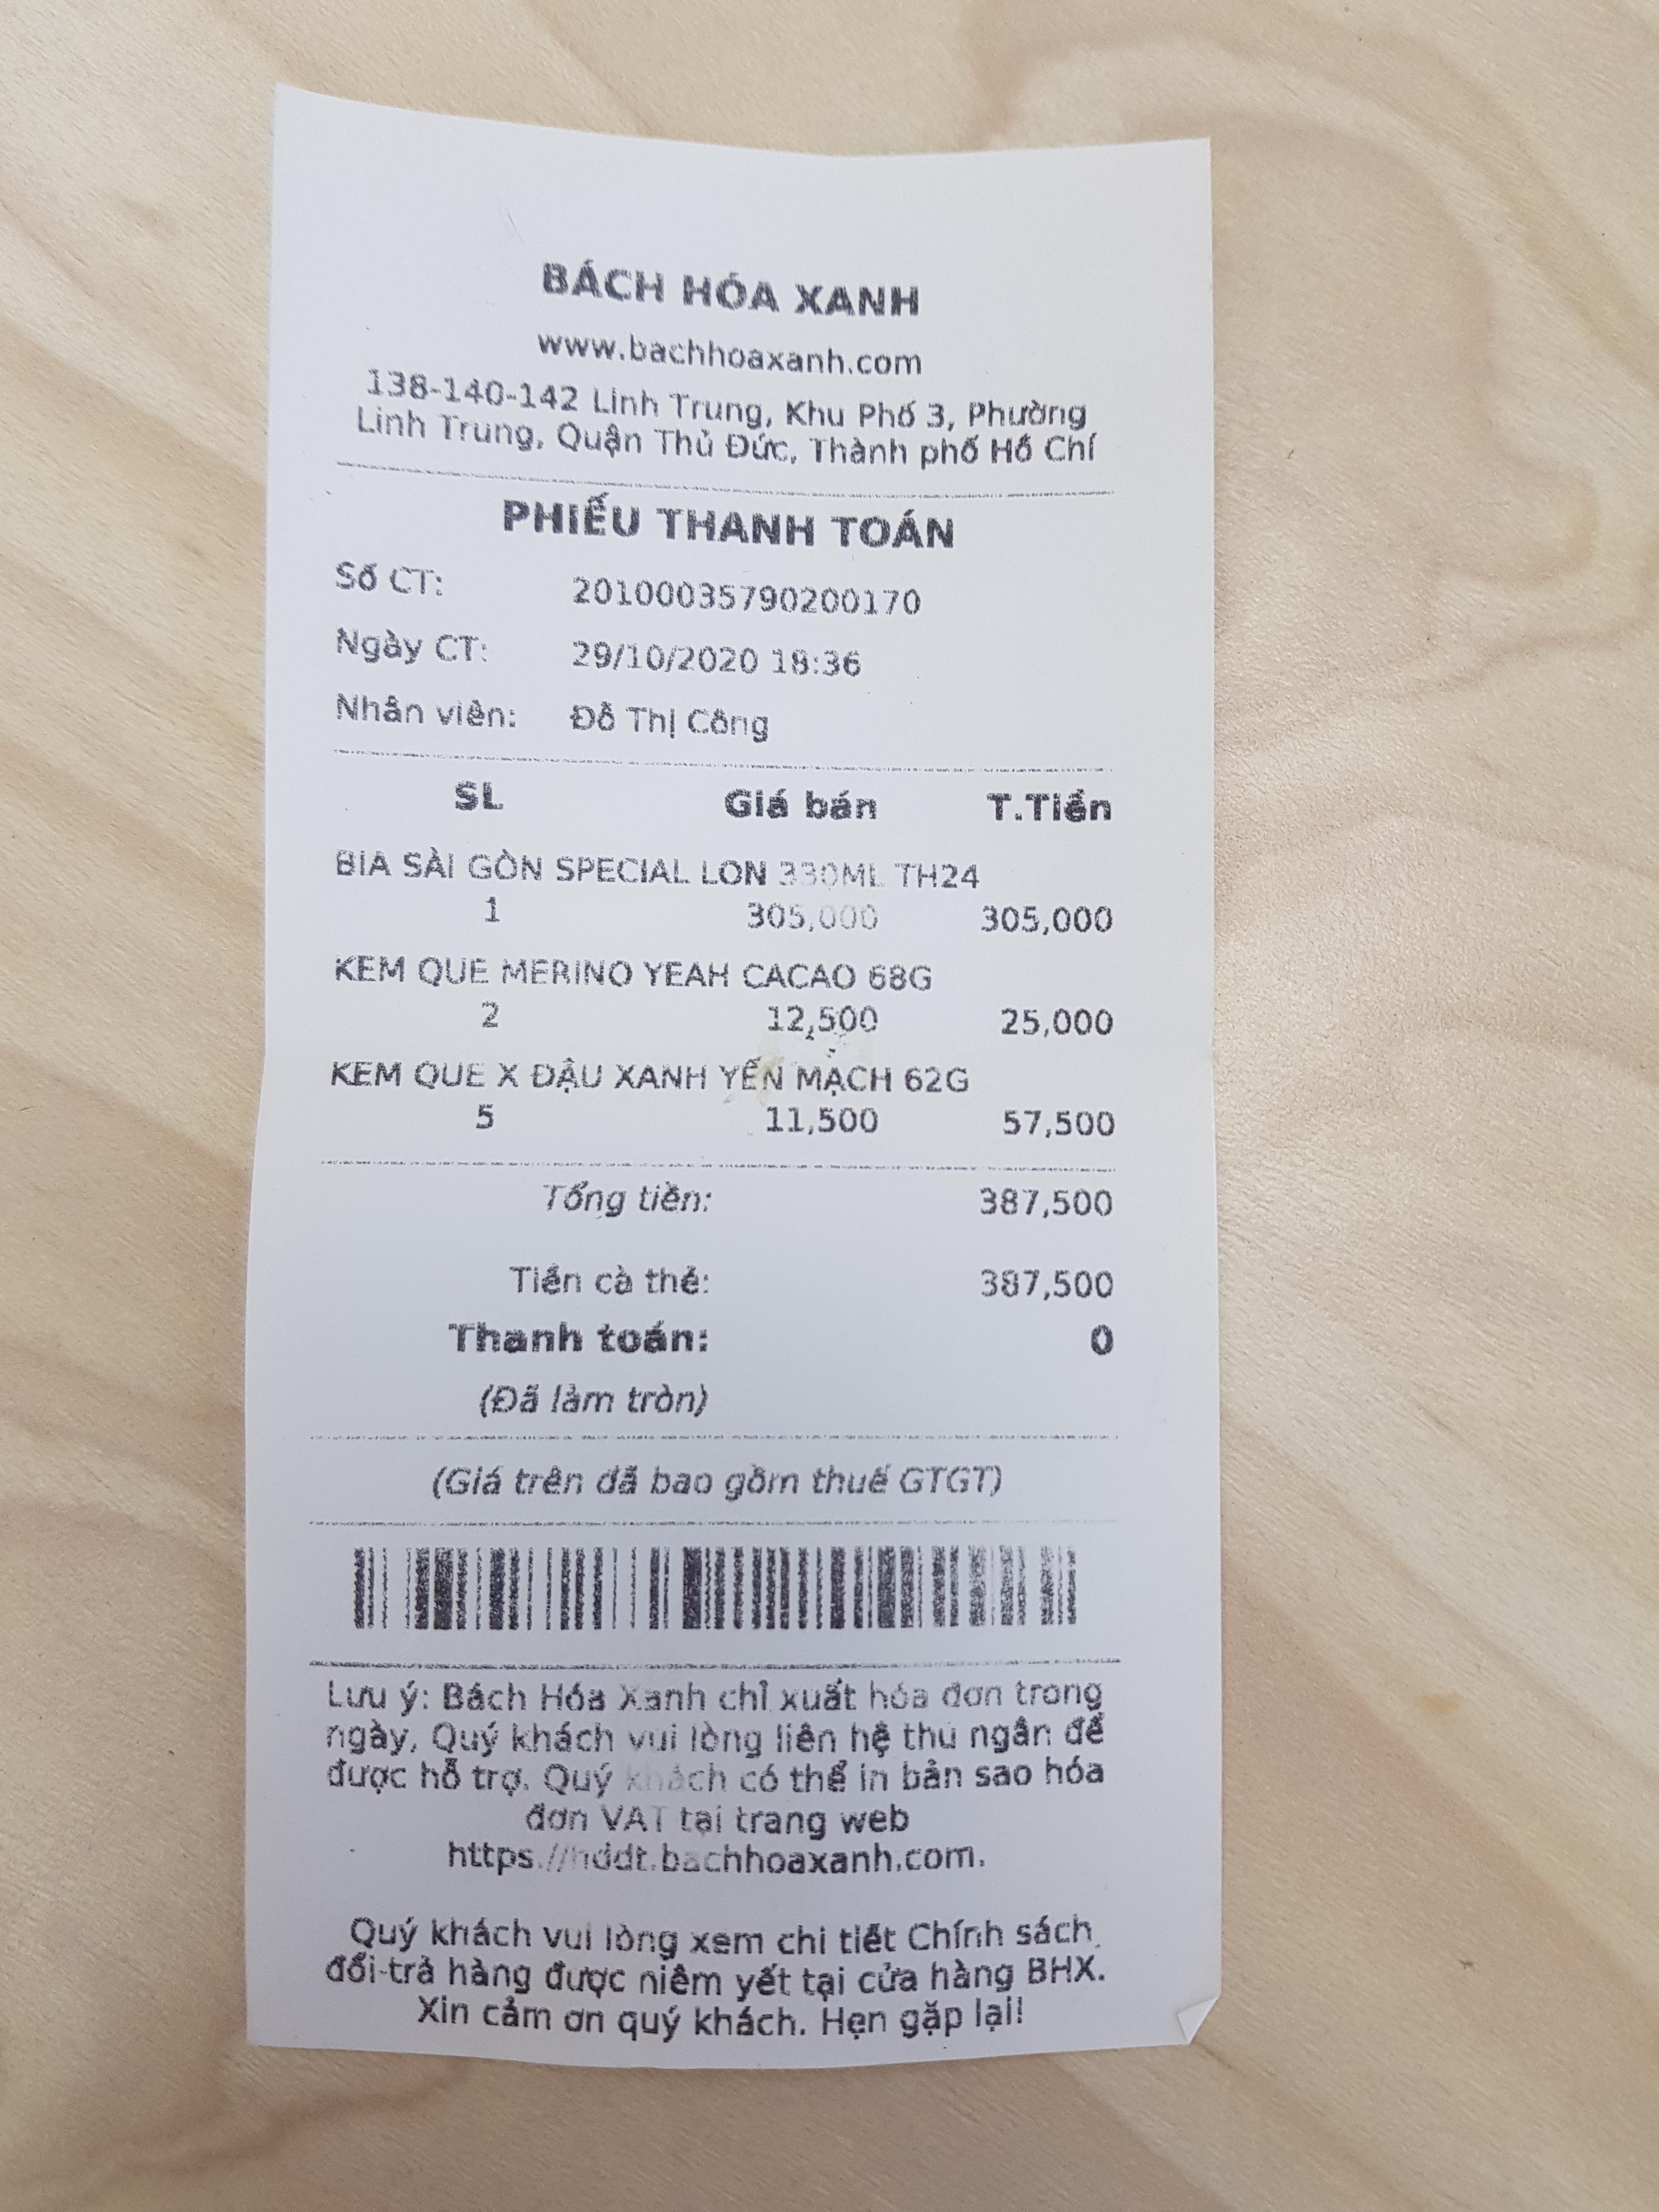 BÁCH HÓA XANH
www.bachhoaxanh.com
138-140-142 Linh Trung, Khu Phố 3, Phường
Linh Trung, Quận Thủ Đức, Thành phố Hồ Chí
PHIẾU THANH TOÁN
Số CT: 20100035790200170
Ngày CT: 29/10/2020 18:36
Nhân viên: Đỗ Thị Công
SL Giá bán T.Tiền
BIA SÀI GÒN SPECIAL LON 330ML TH24
1 305,000 305,000
KEM QUE MERINO YEAH CACAO 68G
2 12,500 25,000
KEM QUE X ĐẬU XANH YẾN MẠCH 62G
5 11,500 57,500
Tổng tiền: 387,500
Tiền cà thẻ: 387,500
Thanh toán: 0
(Đã làm tròn)
(Giá trên đã bao gồm thuế GTGT)
Lưu ý: Bách Hóa Xanh chỉ xuất hóa đơn trong
ngày, Quý khách vui lòng liên hệ thu ngân để
được hỗ trợ. Quý khách có thể in bản sao hóa
đơn VAT tại trang web
https://hddt.bachhoaxanh.com.
Quý khách vui lòng xem chi tiết Chính sách
đổi-trả hàng được niêm yết tại cửa hàng BHX.
Xin cảm ơn quý khách. Hẹn gặp lại!